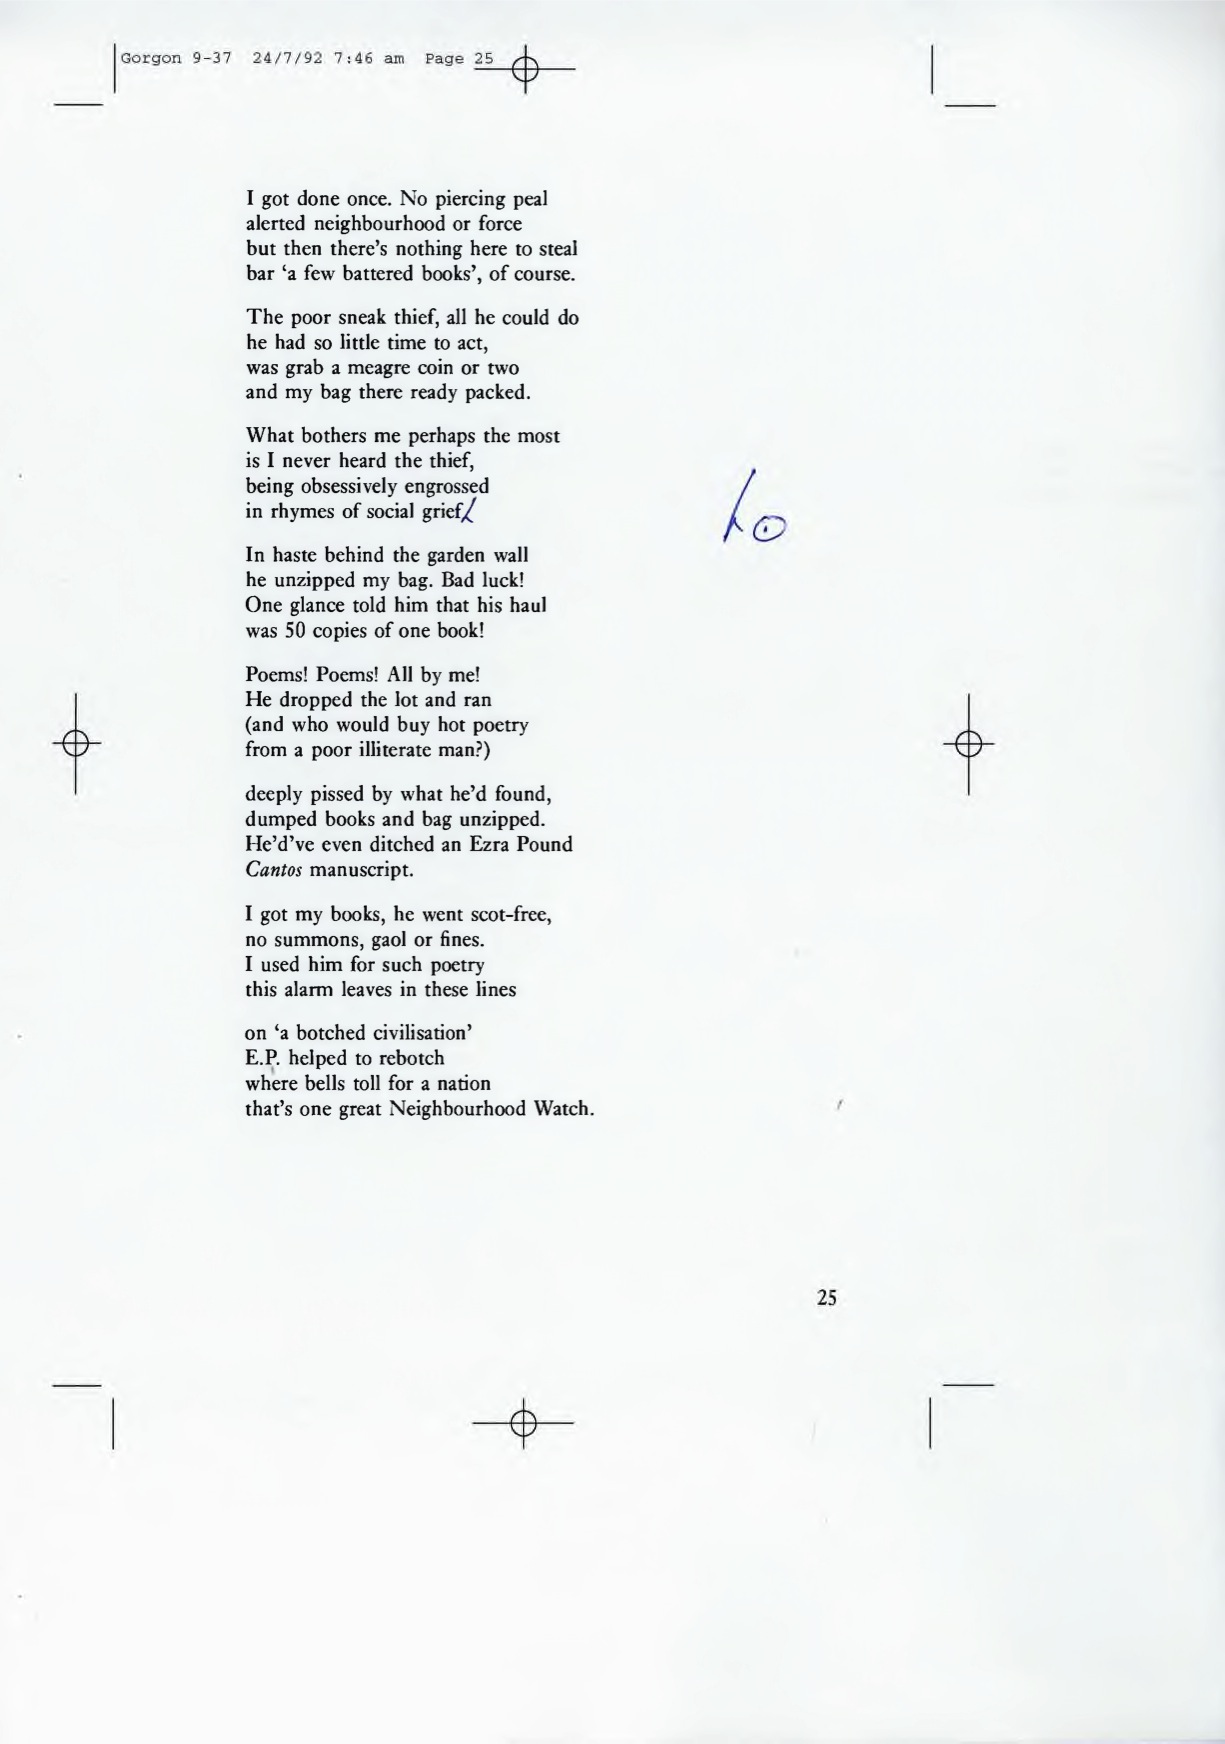 Gorgon 9-37 24/7/92 7:46 am Page 25
I got done once. No piercing peal
alerted neighbourhood or force
but then there's nothing here to steal
bar ‘a few battered books’, of course.
The poor sneak thief, all he could do
he had so little time to act,
was grab a meagre coin or two
and my bag there ready packed.
What bothers me perhaps the most
is I never heard the thief,
being obsessively engrossed
in rhymes of social grief
In haste behind the garden wall
he unzipped my bag. Bad luck!
One glance told him that his haul
was 50 copies of one book!
Poems! Poems! All by me!
He dropped the lot and ran
(and who would buy hot poetry
from a poor illiterate man?)
deeply pissed by what he'd found,
dumped books and bag unzipped.
He'd've even ditched an Ezra Pound
Cantos manuscript.
I got my books, he went scot-free,
no summons, gaol or fines.
I used him for such poetry
this alarm leaves in these lines
on ‘a botched civilisation’
E.P. helped to rebotch
where bells toll for a nation
that's one great Neighbourhood Watch.
25